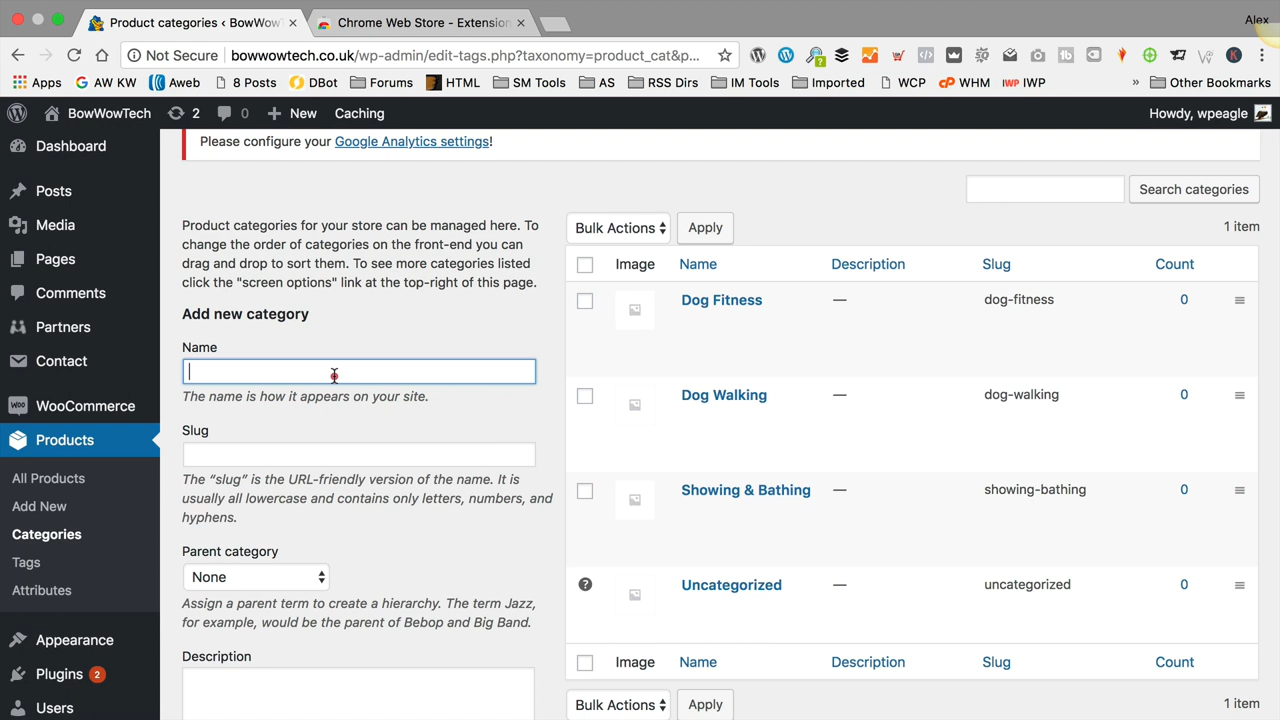 Product categories ‹ BowWowT
Chrome Web Store - Extension
Alex
Not Secure bowwowtech.co.uk/wp-admin/edit-tags.php?taxonomy=product_cat&p...
Apps AW KW Aweb 8 Posts DBot Forums HTML SM Tools AS RSS Dirs IM Tools Imported WCP WHM IWP » Other Bookmarks
BowWowTech 2 0 New Caching Howdy, wpeagle
Dashboard
Posts
Media
Pages
Comments
Partners
Contact
WooCommerce
Products
All Products
Add New
Categories
Tags
Attributes
Appearance
Plugins 2
Users
Please configure your Google Analytics settings!
Search categories
Product categories for your store can be managed here. To
change the order of categories on the front-end you can
drag and drop to sort them. To see more categories listed
click the "screen options" link at the top-right of this page.
Add new category
Name
The name is how it appears on your site.
Slug
The “slug” is the URL-friendly version of the name. It is
usually all lowercase and contains only letters, numbers, and
hyphens.
Parent category
None
Assign a parent term to create a hierarchy. The term Jazz,
for example, would be the parent of Bebop and Big Band.
Description
Bulk Actions Apply 1 item
Image Name Description Slug Count
Dog Fitness — dog-fitness 0
Dog Walking — dog-walking 0
Showing & Bathing — showing-bathing 0
Uncategorized — uncategorized 0
Image Name Description Slug Count
Bulk Actions Apply 1 item